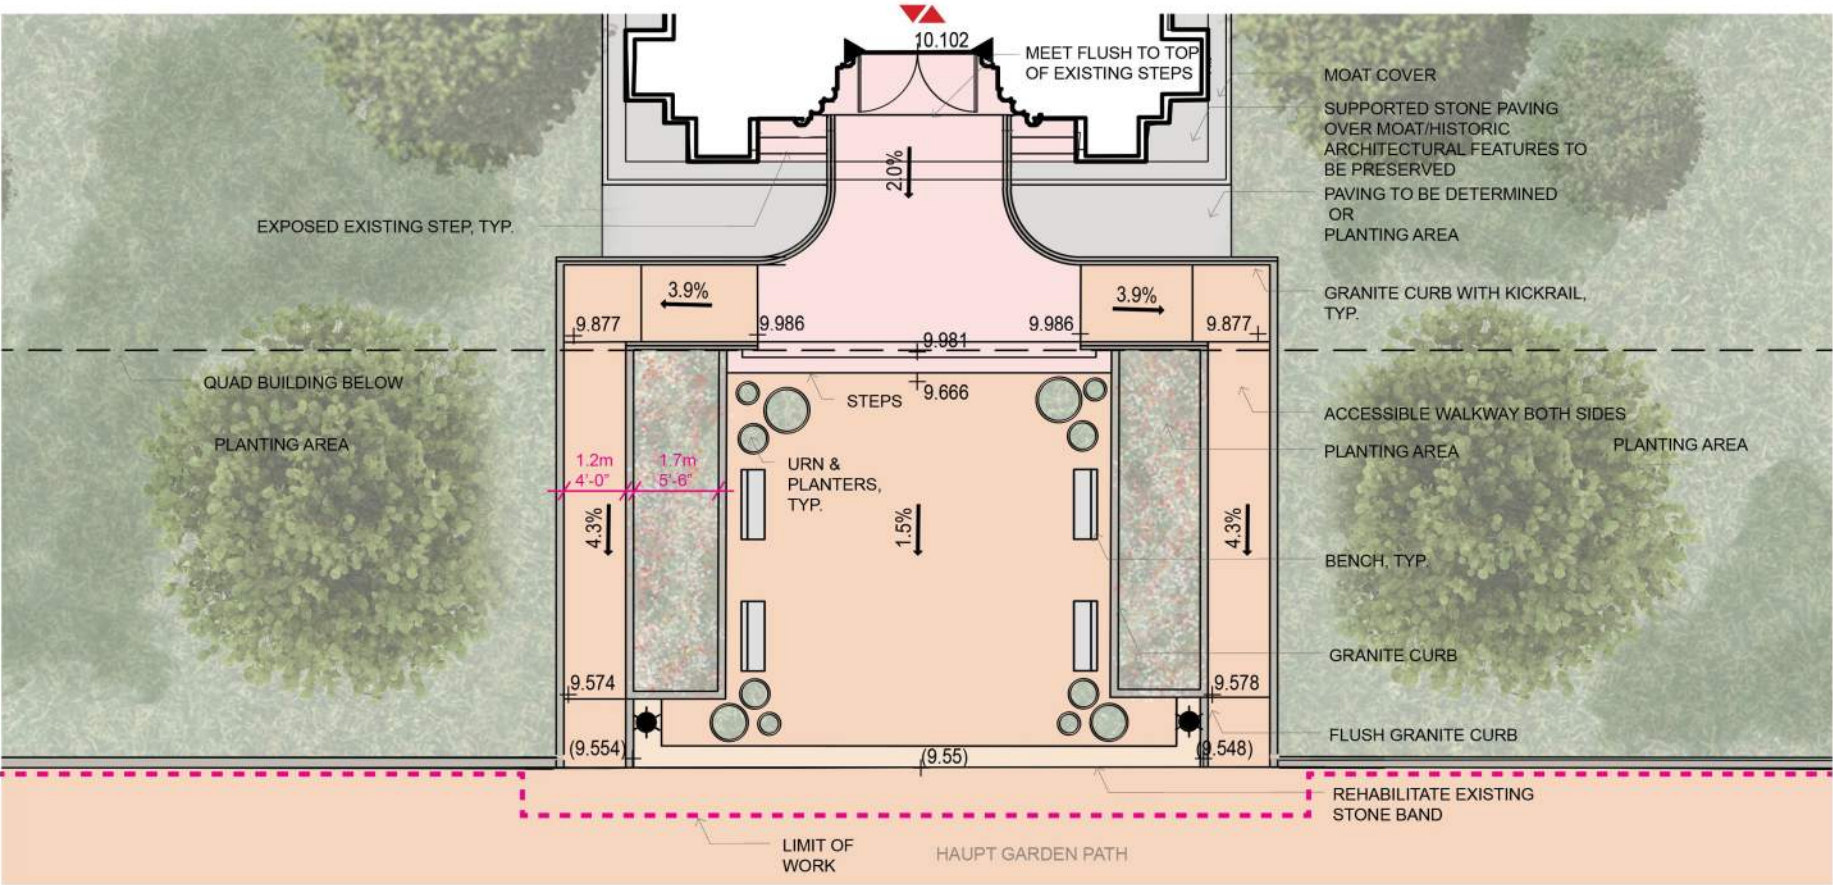 10.102
MEET FLUSH TO TOP
OF EXISTING STEPS
MOAT COVER
SUPPORTED STONE PAVING
OVER MOAT/HISTORIC
ARCHITECTURAL FEATURES TO
BE PRESERVED
PAVING TO BE DETERMINED
OR
PLANTING AREA
2.0%
EXPOSED EXISTING STEP, TYP.
3.9%
3.9%
GRANITE CURB WITH KICKRAIL,
TYP.
9.877
9.986
9.986
9.877
9.981
QUAD BUILDING BELOW
STEPS
9.666
ACCESSIBLE WALKWAY BOTH SIDES
PLANTING AREA
PLANTING AREA
PLANTING AREA
1.2m
4'-0"
1.7m
5'-6"
URN &
PLANTERS,
TYP.
4.3%
1.5%
4.3%
BENCH, TYP.
GRANITE CURB
9.574
9.578
FLUSH GRANITE CURB
(9.554)
(9.55)
(9.548)
REHABILITATE EXISTING
STONE BAND
LIMIT OF
WORK
HAUPT GARDEN PATH